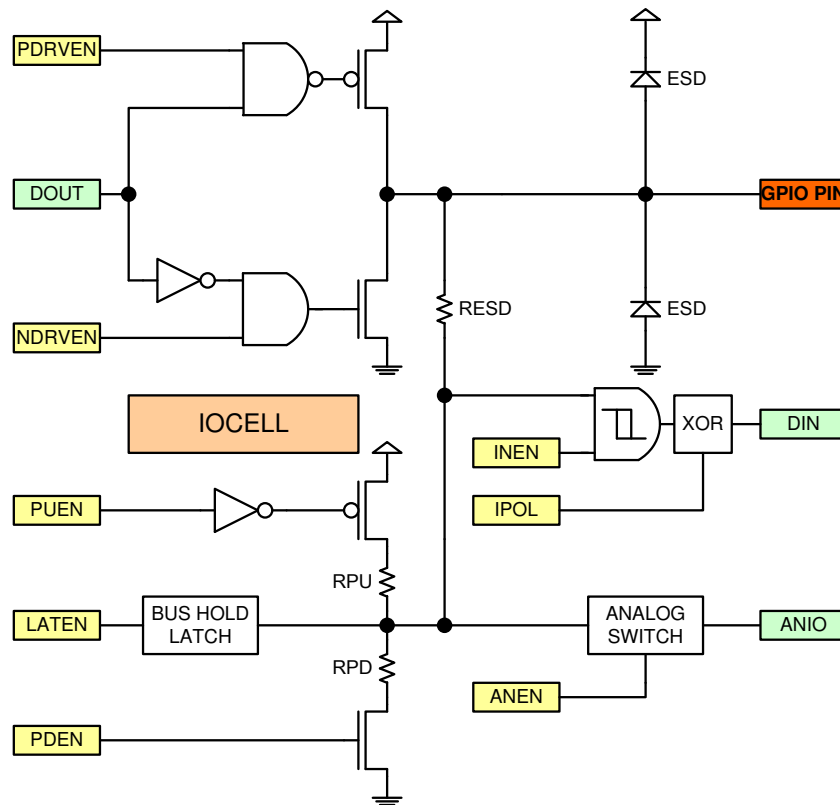 PDRVEN
ESD
DOUT
GPIO PIN
RESD
ESD
NDRVEN
IOCELL
XOR
DIN
INEN
PUEN
IPOL
RPU
LATEN
BUS HOLD
LATCH
ANALOG
SWITCH
ANIO
RPD
ANEN
PDEN